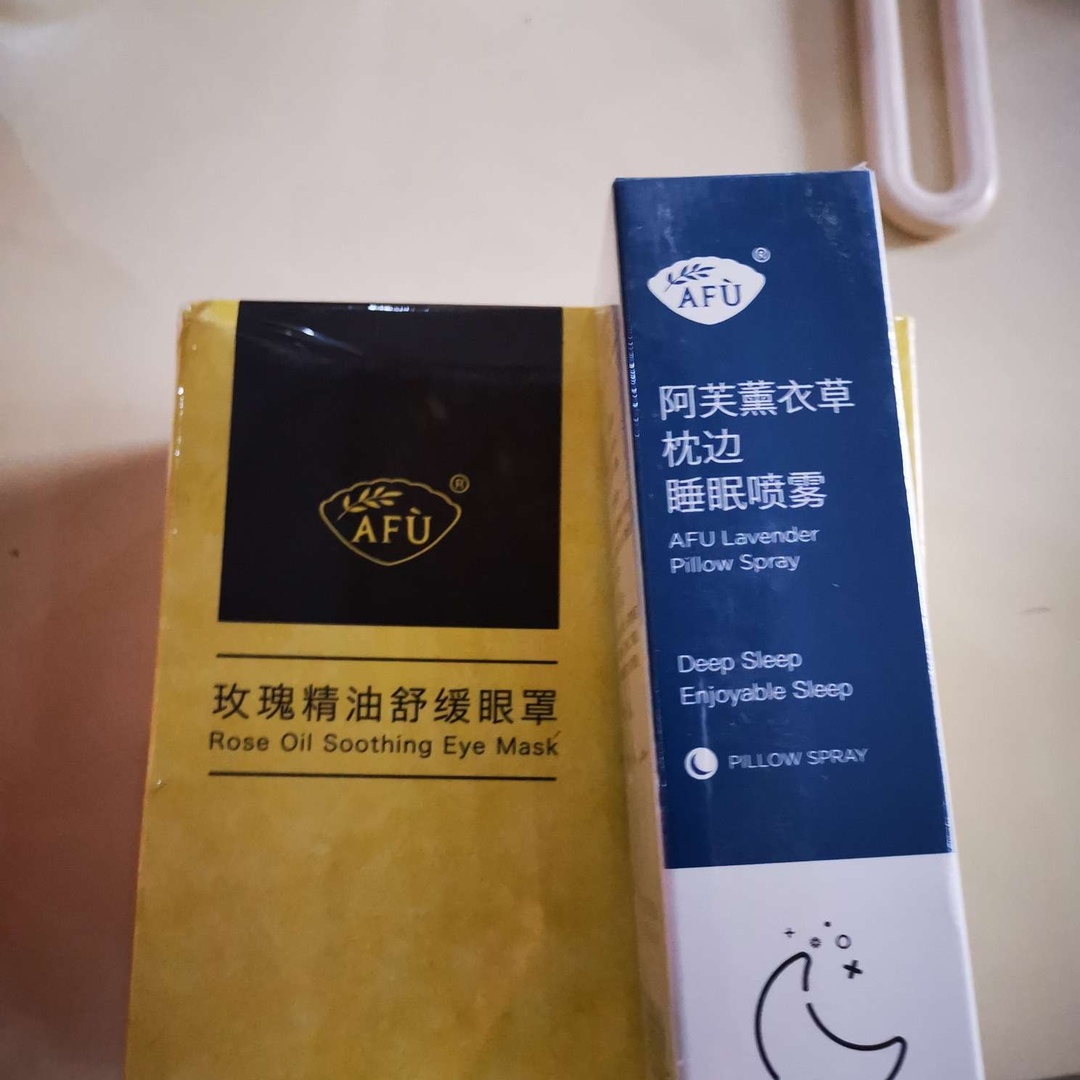 AFÙ
®
玫瑰精油舒缓眼罩
Rose Oil Soothing Eye Mask
AFÙ
®
阿芙薰衣草
枕边
睡眠喷雾
AFU Lavender
Pillow Spray
Deep Sleep
Enjoyable Sleep
PILLOW SPRAY